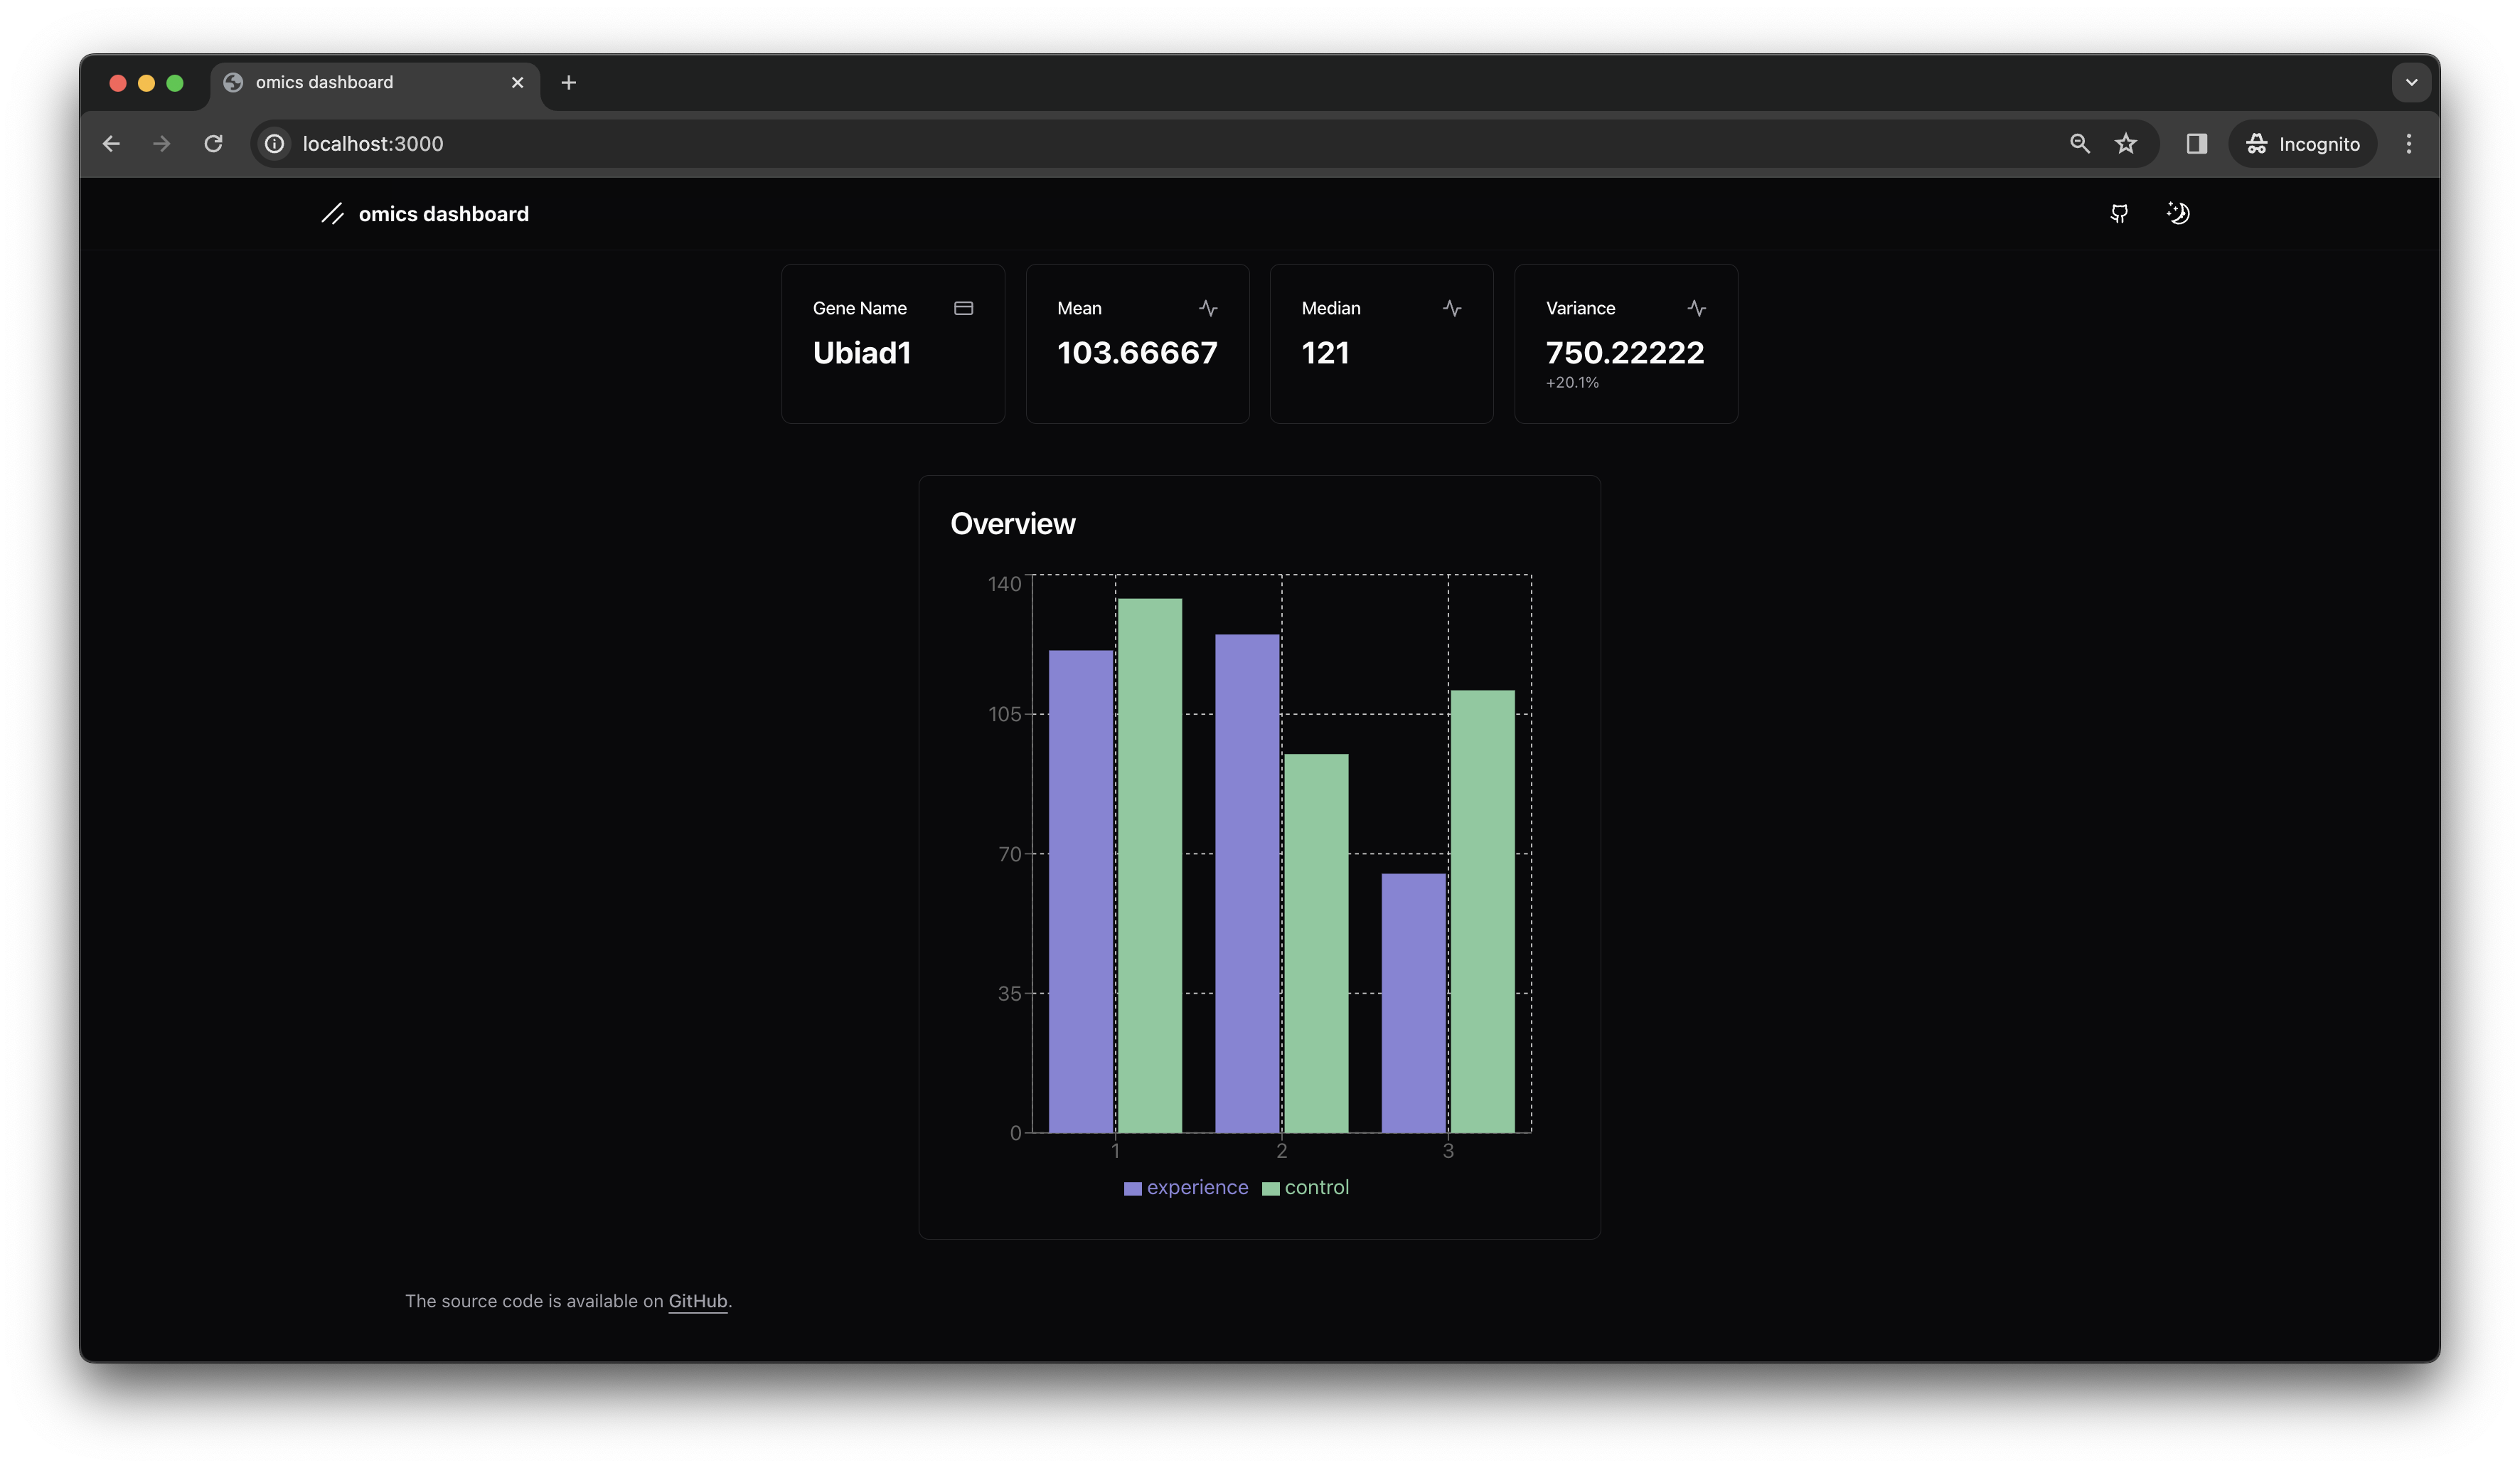 omics dashboard
localhost:3000
Incognito
omics dashboard
Gene Name
Ubiad1
Mean
103.66667
Median
121
Variance
750.22222
+20.1%
Overview
140
105
70
35
0
1 2 3
experience control
The source code is available on GitHub.